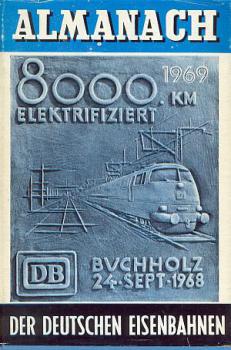 ALMANACH
1969
8000. KM
ELEKTRIFIZIERT
DB
BUCHHOLZ
24·SEPT·1968
DER DEUTSCHEN EISENBAHNEN